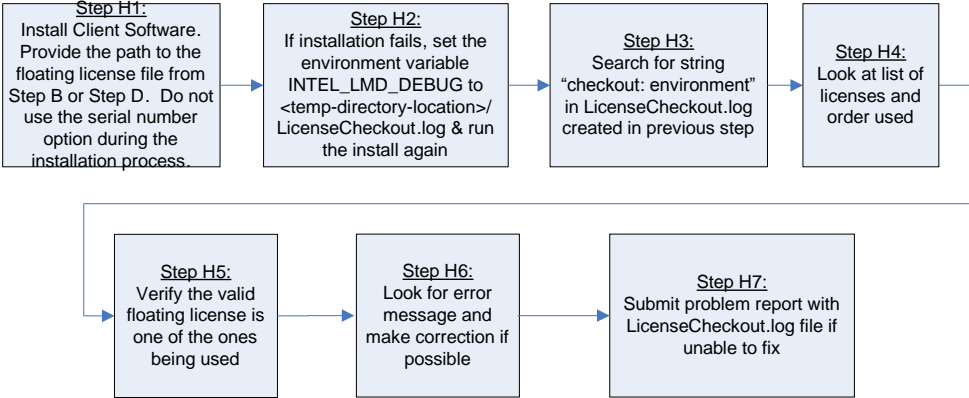 Step H1:
Install Client Software.
Provide the path to the
floating license file from
Step B or Step D.  Do not
use the serial number
option during the
installation process.
Step H2:
If installation fails, set the
environment variable
INTEL_LMD_DEBUG to
<temp-directory-location>/
LicenseCheckout.log & run
the install again
Step H3:
Search for string
“checkout: environment”
in LicenseCheckout.log
created in previous step
Step H4:
Look at list of
licenses and
order used
Step H5:
Verify the valid
floating license is
one of the ones
being used
Step H6:
Look for error
message and
make correction if
possible
Step H7:
Submit problem report with
LicenseCheckout.log file if
unable to fix